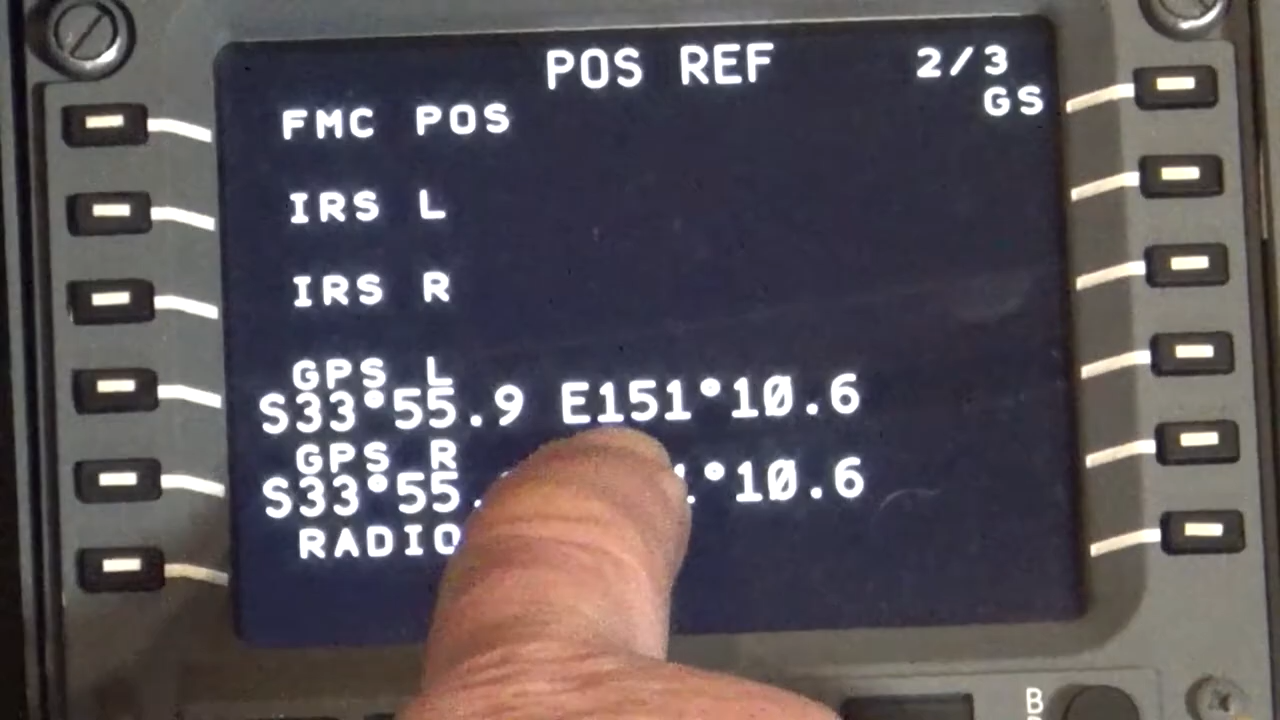 POS REF 2/3
GS
FMC POS
IRS L
IRS R
GPS L
S33°55.9 E151°10.6
GPS R
S33°55. 1°10.6
RADIO
B